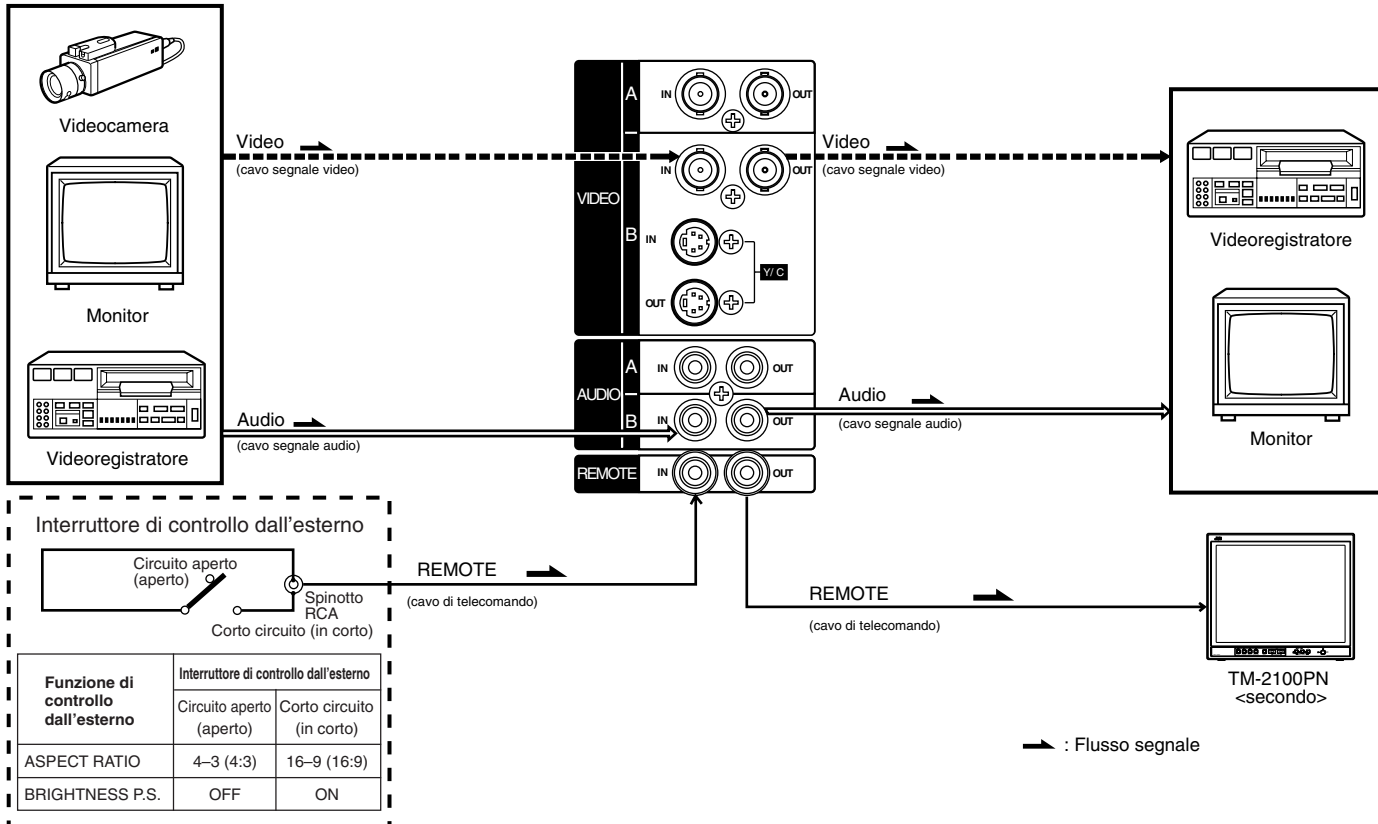 Videocamera
Monitor
Videoregistratore
Video
(cavo segnale video)
Audio
(cavo segnale audio)
VIDEO
A
IN
OUT
IN
OUT
B
IN
OUT
Y/ C
AUDIO
A
IN
OUT
B
IN
OUT
REMOTE
IN
OUT
Video
(cavo segnale video)
Audio
(cavo segnale audio)
Videoregistratore
Monitor
Interruttore di controllo dall'esterno
Circuito aperto
(aperto)
Spinotto
RCA
Corto circuito (in corto)
REMOTE
(cavo di telecomando)
REMOTE
(cavo di telecomando)
TM-2100PN
<secondo>
: Flusso segnale
Funzione di
controllo
dall'esterno
Interruttore di controllo dall'esterno
Circuito aperto
(aperto)
Corto circuito
(in corto)
ASPECT RATIO
4–3 (4:3)
16–9 (16:9)
BRIGHTNESS P.S.
OFF
ON